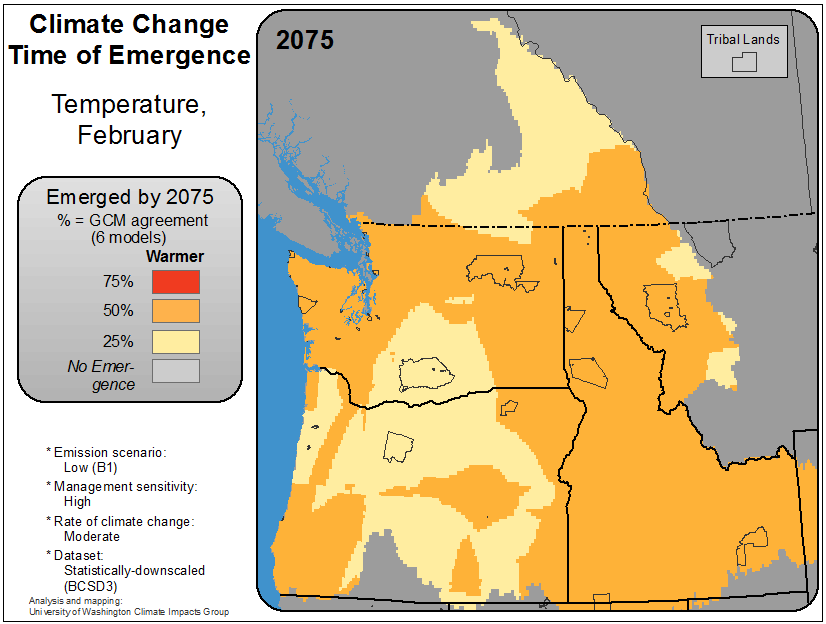 Climate Change
Time of Emergence
Temperature,
February
Emerged by 2075
% = GCM agreement
(6 models)
Warmer
75%
50%
25%
No Emer-
gence
* Emission scenario:
Low (B1)
* Management sensitivity:
High
* Rate of climate change:
Moderate
* Dataset:
Statistically-downscaled
(BCSD3)
Analysis and mapping:
University of Washington Climate Impacts Group
2075
Tribal Lands